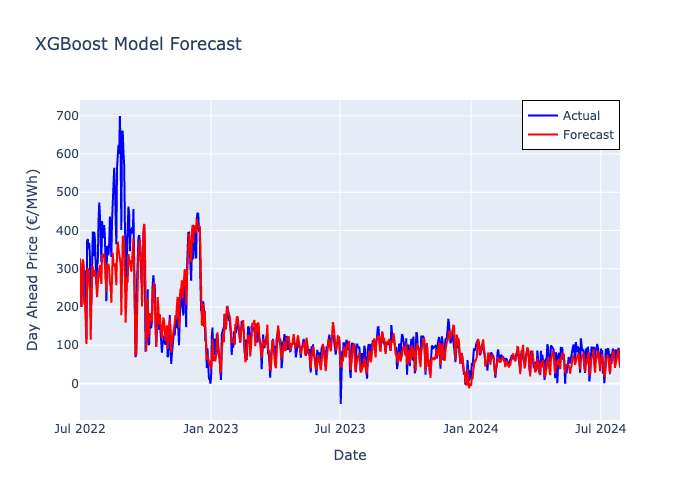 XGBoost Model Forecast
Actual
Forecast
700
600
500
400
300
200
100
0
Day Ahead Price (€/MWh)
Jul 2022
Jan 2023
Jul 2023
Jan 2024
Jul 2024
Date